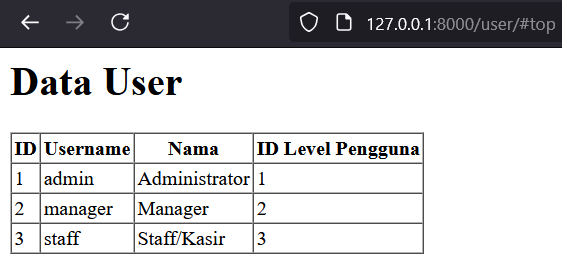 127.0.0.1:8000/user/#top
Data User
ID Username Nama ID Level Pengguna
1 admin Administrator 1
2 manager Manager 2
3 staff Staff/Kasir 3